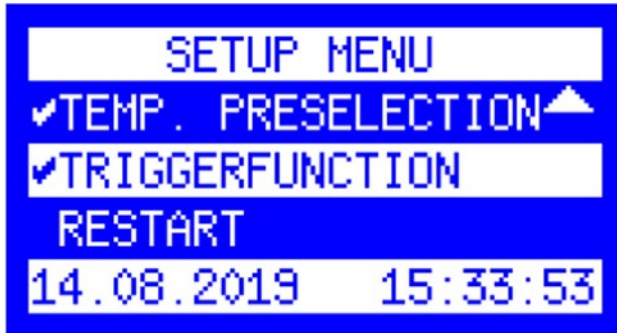 SETUP MENU
✔TEMP. PRESELECTION
✔TRIGGERFUNCTION
RESTART
14.08.2019 15:33:53